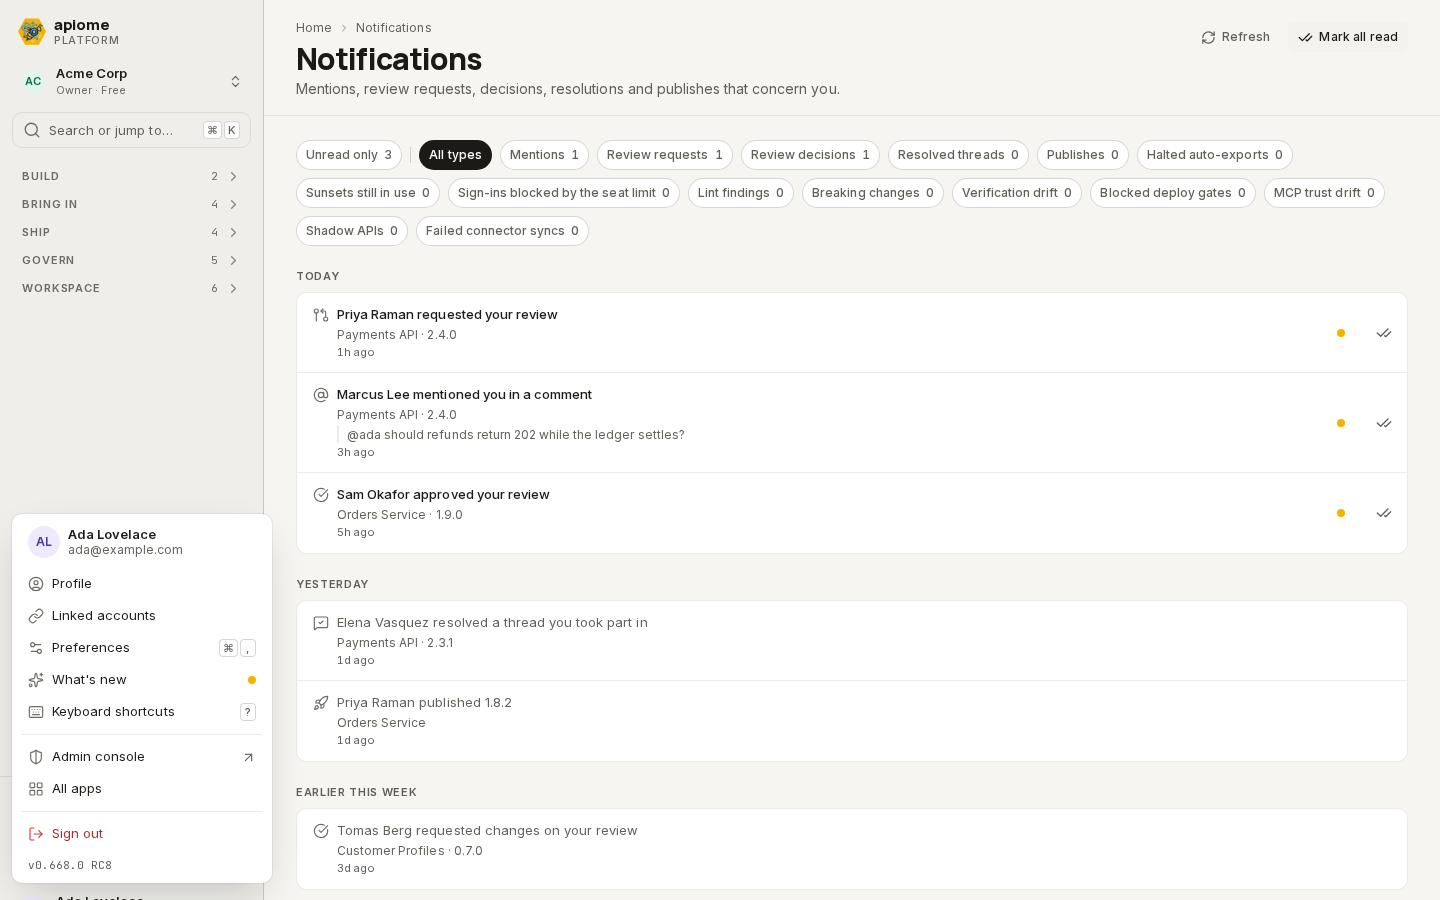 apiome
PLATFORM
AC
Acme Corp
Owner · Free
Search or jump to...
⌘ K
BUILD 2
BRING IN 4
SHIP 4
GOVERN 5
WORKSPACE 6
AL
Ada Lovelace
ada@example.com
Profile
Linked accounts
Preferences ⌘ ,
What's new
Keyboard shortcuts ?
Admin console
All apps
Sign out
v0.668.0 RC8
Ada Lovelace
Home > Notifications
Notifications
Mentions, review requests, decisions, resolutions and publishes that concern you.
Refresh
Mark all read
Unread only 3 All types Mentions 1 Review requests 1 Review decisions 1 Resolved threads 0 Publishes 0 Halted auto-exports 0
Sunsets still in use 0 Sign-ins blocked by the seat limit 0 Lint findings 0 Breaking changes 0 Verification drift 0 Blocked deploy gates 0 MCP trust drift 0
Shadow APIs 0 Failed connector syncs 0
TODAY
Priya Raman requested your review
Payments API · 2.4.0
1h ago
Marcus Lee mentioned you in a comment
Payments API · 2.4.0
@ada should refunds return 202 while the ledger settles?
3h ago
Sam Okafor approved your review
Orders Service · 1.9.0
5h ago
YESTERDAY
Elena Vasquez resolved a thread you took part in
Payments API · 2.3.1
1d ago
Priya Raman published 1.8.2
Orders Service
1d ago
EARLIER THIS WEEK
Tomas Berg requested changes on your review
Customer Profiles · 0.7.0
3d ago